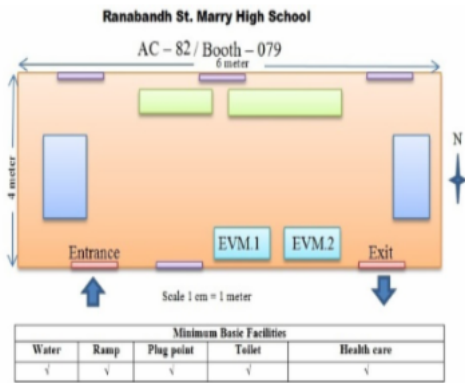 Ranabandh St. Marry High School
AC – 82 / Booth – 079
6 meter
4 meter
N
EVM.1 EVM.2
Entrance Exit
Scale 1 cm = 1 meter
Minimum Basic Facilities
Water Ramp Plug point Toilet Health care
√ √ √ √ √